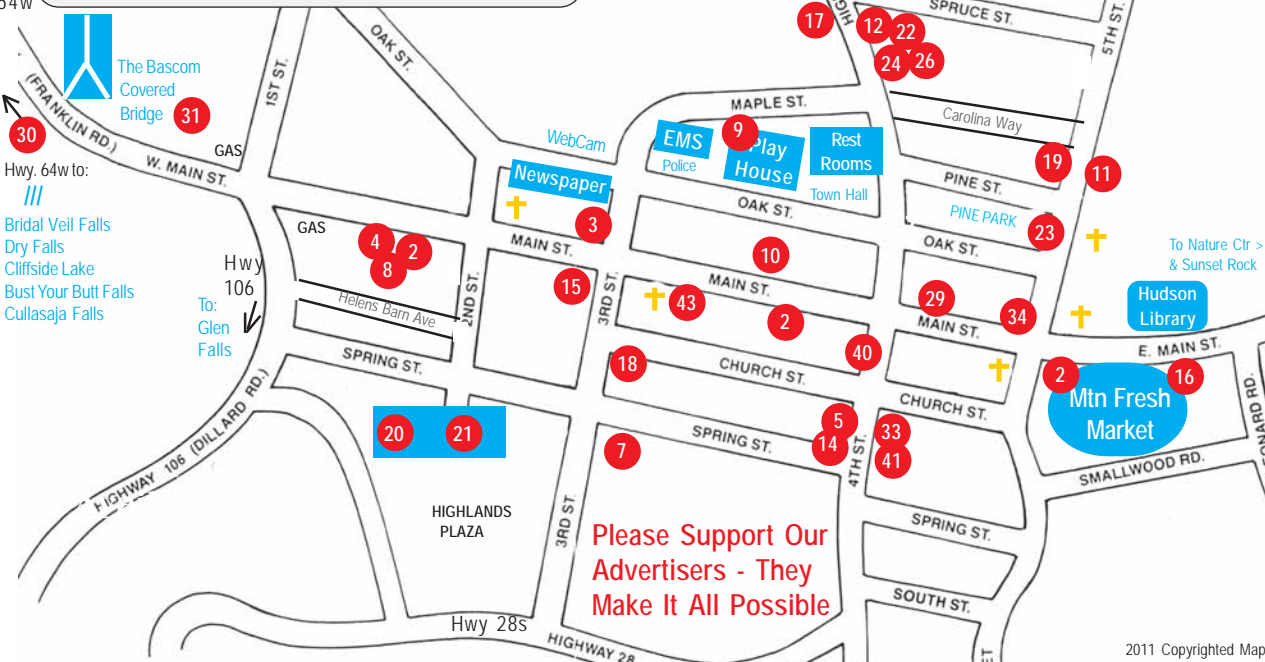 64w
17
HIG
12
22
24
26
SPRUCE ST.
5TH ST.
The Bascom
Covered
Bridge
31
1ST ST.
OAK ST.
(FRANKLIN RD.)
30
W. MAIN ST.
GAS
Hwy. 64w to:
///
Bridal Veil Falls
Dry Falls
Cliffside Lake
Bust Your Butt Falls
Cullasaja Falls
WebCam
Newspaper
3
MAPLE ST.
EMS
Police
9
Play
House
Rest
Rooms
Town Hall
Carolina Way
19
11
PINE ST.
PINE PARK
23
OAK ST.
OAK ST.
To Nature Ctr >
& Sunset Rock
Hudson
Library
GAS
4
2
8
Hwy
106
To:
Glen
Falls
Helens Barn Ave
2ND ST.
MAIN ST.
15
3RD ST.
10
MAIN ST.
43
2
29
MAIN ST.
34
E. MAIN ST.
SPRING ST.
18
CHURCH ST.
40
CHURCH ST.
2
16
Mtn Fresh
Market
SMALLWOOD RD.
EONARD RD.
HIGHWAY 106 (DILLARD RD.)
20
21
7
SPRING ST.
5
14
4TH ST.
33
41
HIGHLANDS
PLAZA
3RD ST.
SPRING ST.
Please Support Our
Advertisers - They
Make It All Possible
SOUTH ST.
Hwy 28s
HIGHWAY 28
ET
2011 Copyrighted Map